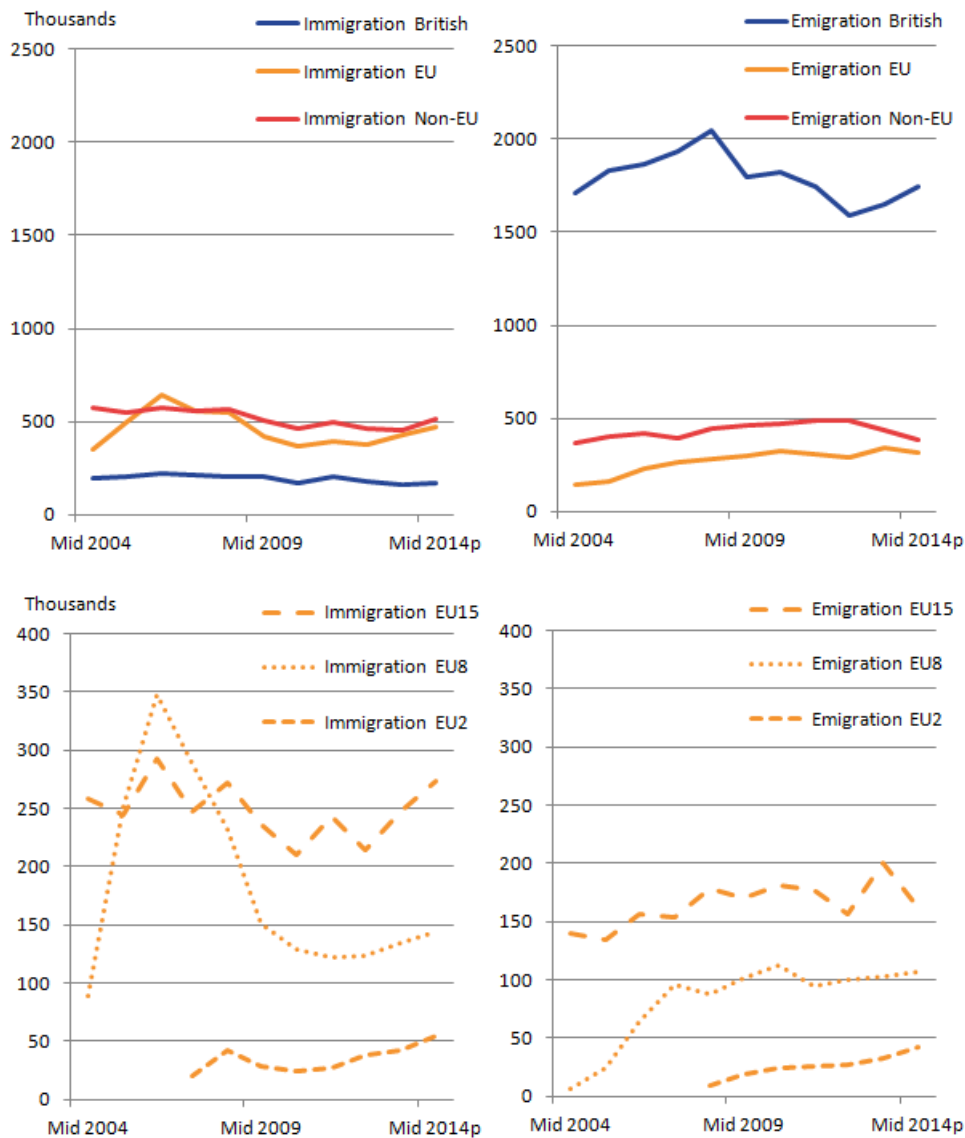 Thousands
Immigration British
Immigration EU
Immigration Non-EU
2500
2000
1500
1000
500
0
Mid 2004
Mid 2009
Mid 2014p
Emigration British
Emigration EU
Emigration Non-EU
2500
2000
1500
1000
500
0
Mid 2004
Mid 2009
Mid 2014p
Thousands
Immigration EU15
Immigration EU8
Immigration EU2
400
350
300
250
200
150
100
50
0
Mid 2004
Mid 2009
Mid 2014p
Emigration EU15
Emigration EU8
Emigration EU2
400
350
300
250
200
150
100
50
0
Mid 2004
Mid 2009
Mid 2014p